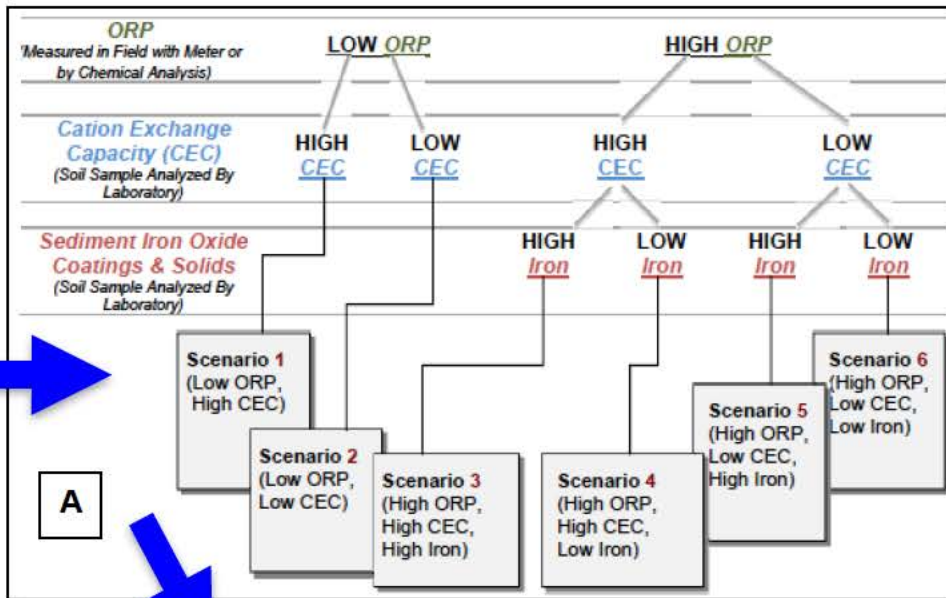 ORP
(Measured in Field with Meter or
by Chemical Analysis)
LOW ORP
HIGH ORP
Cation Exchange
Capacity (CEC)
(Soil Sample Analyzed By
Laboratory)
HIGH
CEC
LOW
CEC
HIGH
CEC
LOW
CEC
Sediment Iron Oxide
Coatings & Solids
(Soil Sample Analyzed By
Laboratory)
HIGH
Iron
LOW
Iron
HIGH
Iron
LOW
Iron
Scenario 1
(Low ORP,
High CEC)
Scenario 2
(Low ORP,
Low CEC)
Scenario 3
(High ORP,
High CEC,
High Iron)
Scenario 4
(High ORP,
High CEC,
Low Iron)
Scenario 5
(High ORP,
Low CEC,
High Iron)
Scenario 6
(High ORP,
Low CEC,
Low Iron)
A